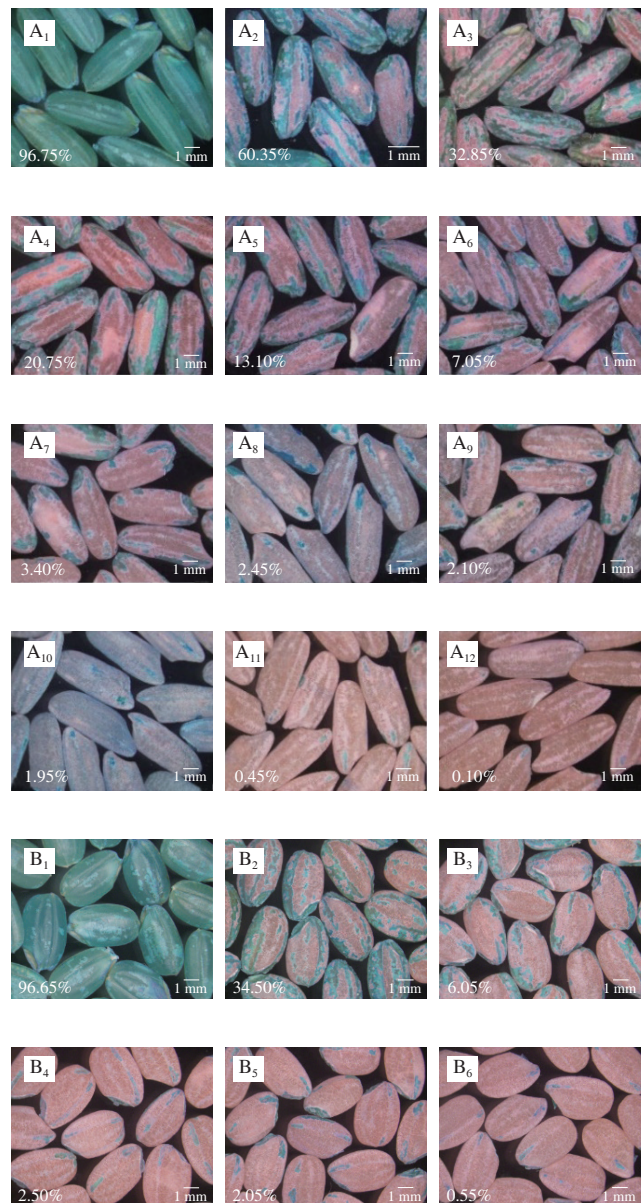 A₁ A₂ A₃
96.75% 1 mm 60.35% 1 mm 32.85% 1 mm
A₄ A₅ A₆
20.75% 1 mm 13.10% 1 mm 7.05% 1 mm
A₇ A₈ A₉
3.40% 1 mm 2.45% 1 mm 2.10% 1 mm
A₁₀ A₁₁ A₁₂
1.95% 1 mm 0.45% 1 mm 0.10% 1 mm
B₁ B₂ B₃
96.65% 1 mm 34.50% 1 mm 6.05% 1 mm
B₄ B₅ B₆
2.50% 1 mm 2.05% 1 mm 0.55% 1 mm